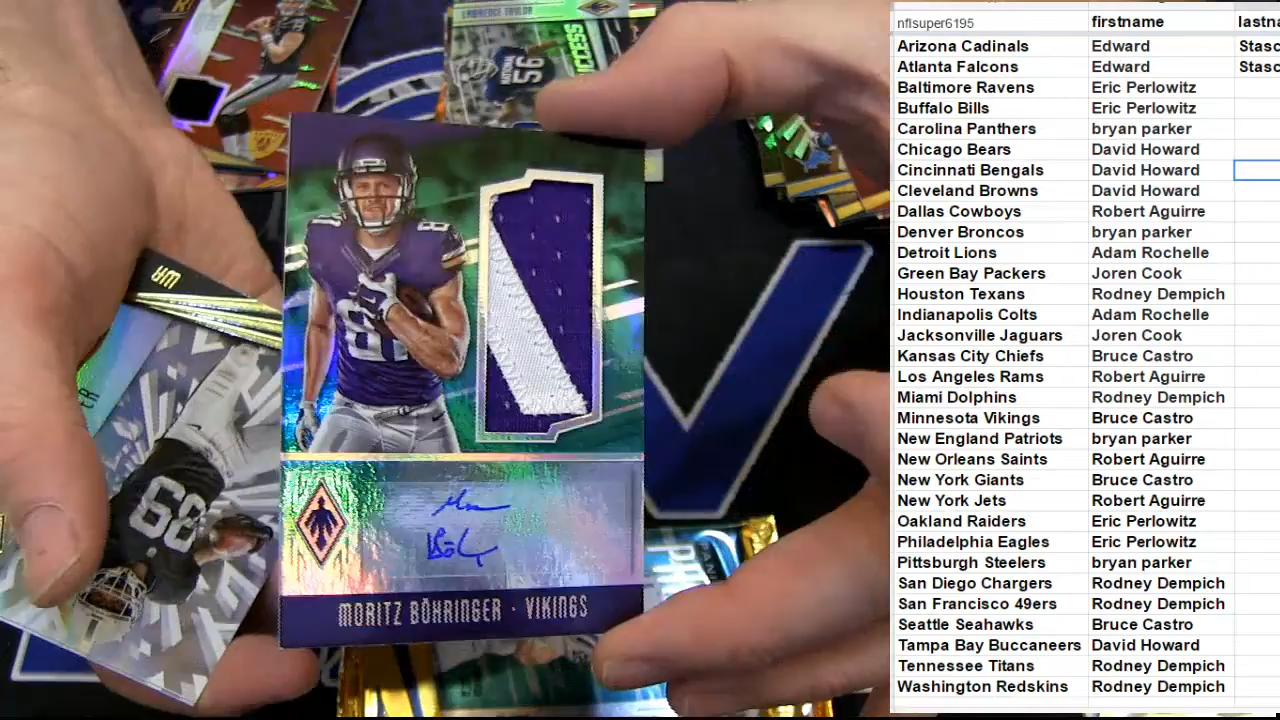 LAWRENCE TAYLOR
NATIONAL
56
WR
89
81
MORITZ BÖHRINGER · VIKINGS
nflsuper6195 firstname
Arizona Cadinals Edward
Atlanta Falcons Edward
Baltimore Ravens Eric Perlowitz
Buffalo Bills Eric Perlowitz
Carolina Panthers bryan parker
Chicago Bears David Howard
Cincinnati Bengals David Howard
Cleveland Browns David Howard
Dallas Cowboys Robert Aguirre
Denver Broncos bryan parker
Detroit Lions Adam Rochelle
Green Bay Packers Joren Cook
Houston Texans Rodney Dempich
Indianapolis Colts Adam Rochelle
Jacksonville Jaguars Joren Cook
Kansas City Chiefs Bruce Castro
Los Angeles Rams Robert Aguirre
Miami Dolphins Rodney Dempich
Minnesota Vikings Bruce Castro
New England Patriots bryan parker
New Orleans Saints Robert Aguirre
New York Giants Bruce Castro
New York Jets Robert Aguirre
Oakland Raiders Eric Perlowitz
Philadelphia Eagles Eric Perlowitz
Pittsburgh Steelers bryan parker
San Diego Chargers Rodney Dempich
San Francisco 49ers Rodney Dempich
Seattle Seahawks Bruce Castro
Tampa Bay Buccaneers David Howard
Tennessee Titans Rodney Dempich
Washington Redskins Rodney Dempich